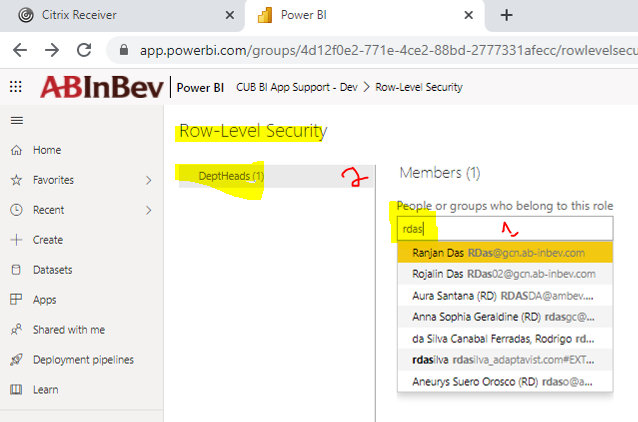 Citrix Receiver
Power BI
app.powerbi.com/groups/4d12f0e2-771e-4ce2-88bd-2777331afecc/rowlevelsecu
ABInBev
Power BI
CUB BI App Support - Dev
Row-Level Security
Row-Level Security
Home
Favorites
Recent
Create
Datasets
Apps
Shared with me
Deployment pipelines
Learn
DeptHeads (1)
2
Members (1)
People or groups who belong to this role
rdas
1
Ranjan Das RDas@gcn.ab-inbev.com
Rojalin Das RDas02@gcn.ab-inbev.com
Aura Santana (RD) RDASDA@ambev....
Anna Sophia Geraldine (RD) rdasgc@...
da Silva Canabal Ferradas, Rodrigo rd...
rdasilva rdasilva_adaptavist.com#EXT...
Aneurys Suero Orosco (RD) rdaso@a...